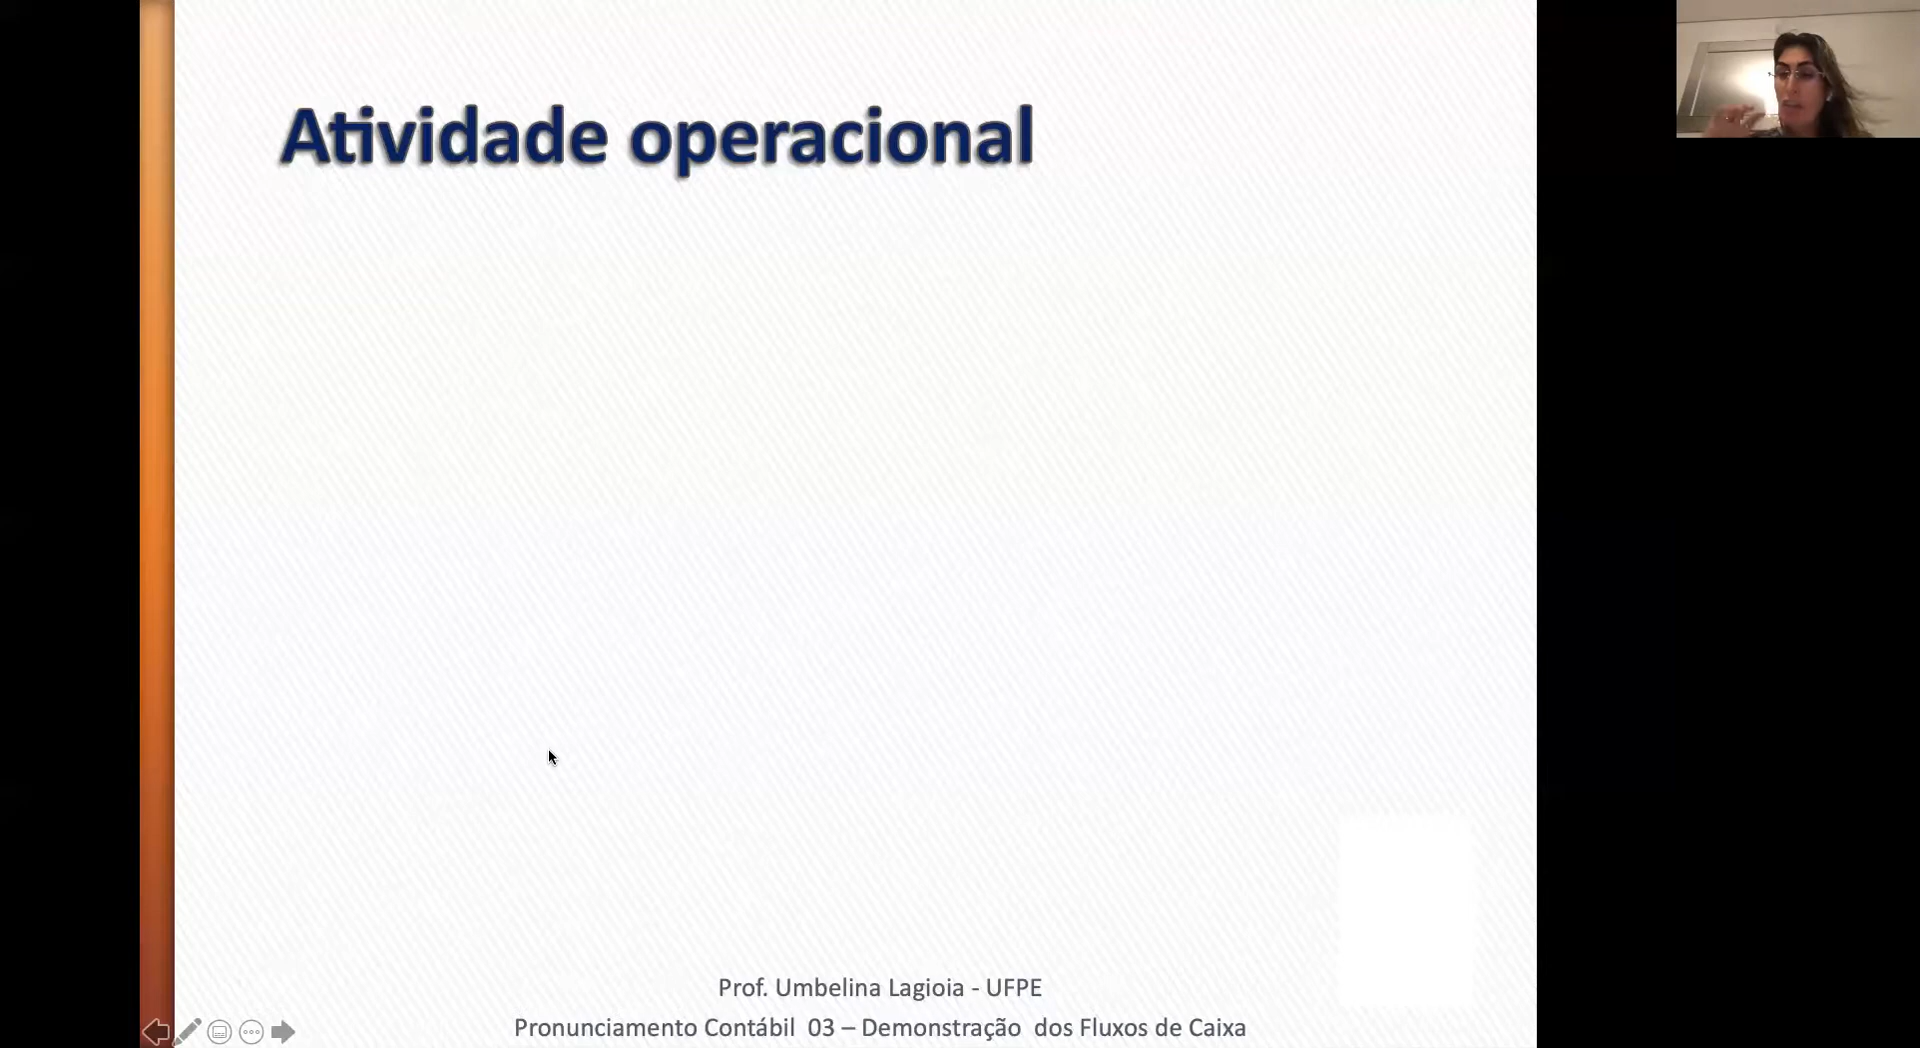 Atividade operacional
Prof. Umbelina Lagioia - UFPE
Pronunciamento Contábil 03 – Demonstração dos Fluxos de Caixa